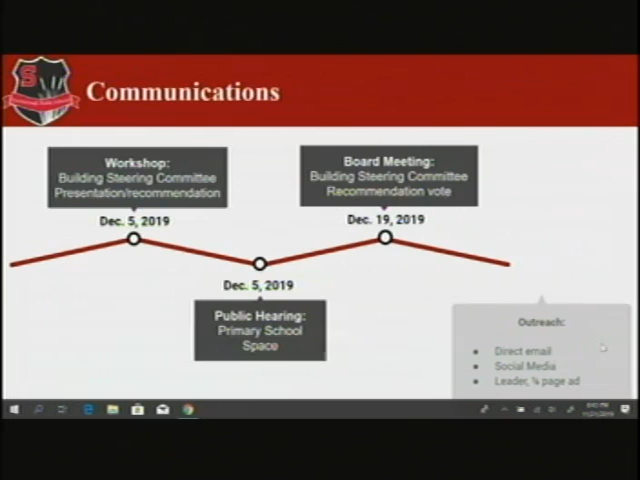 S
Communications
Workshop:
Building Steering Committee
Presentation/recommendation
Dec. 5, 2019
Board Meeting:
Building Steering Committee
Recommendation vote
Dec. 19, 2019
Dec. 5, 2019
Public Hearing:
Primary School
Space
Outreach:
• Direct email
• Social Media
• Leader, ¼ page ad